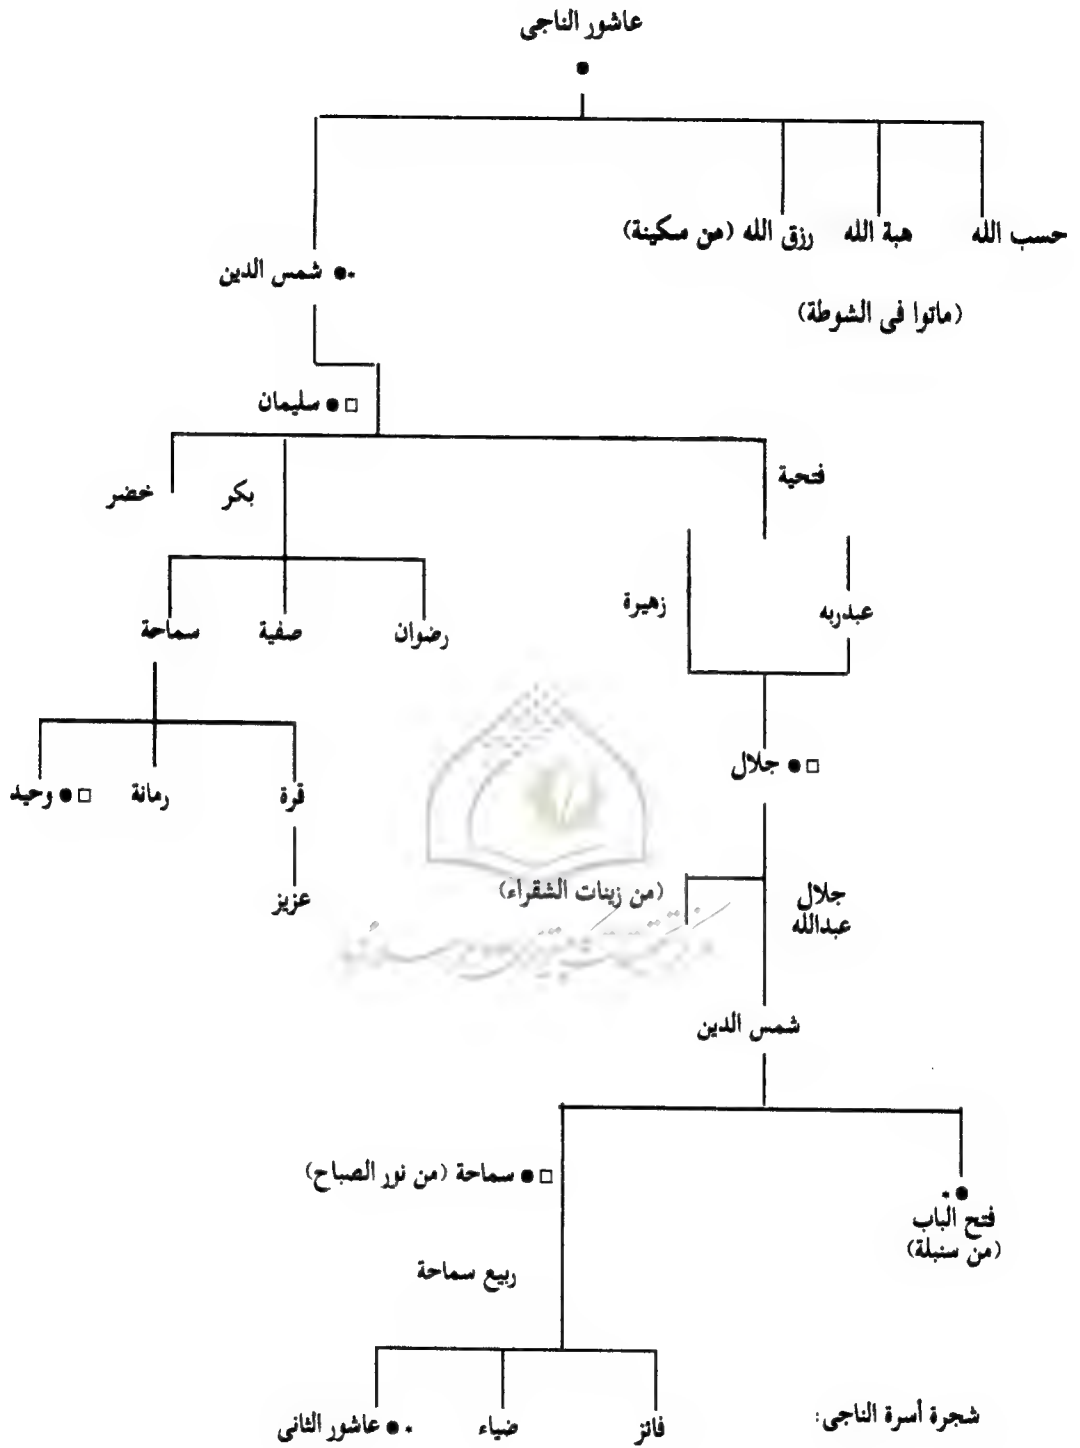 عاشور الناجى
حسب الله
هبة الله
رزق الله (من سكينة)
(ماتوا فى الشوطة)
شمس الدين
سليمان
فتحية
بكر
خضر
عبدربه
زهيرة
رضوان
صفية
سماحة
جلال
قرة
رمانة
وحيد
عزيز
جلال
عبدالله
(من زينات الشقراء)
شمس الدين
سماحة (من نور الصباح)
فتح الباب
(من سنبلة)
ربيع سماحة
فائز
ضياء
عاشور الثانى
شجرة أسرة الناجى: